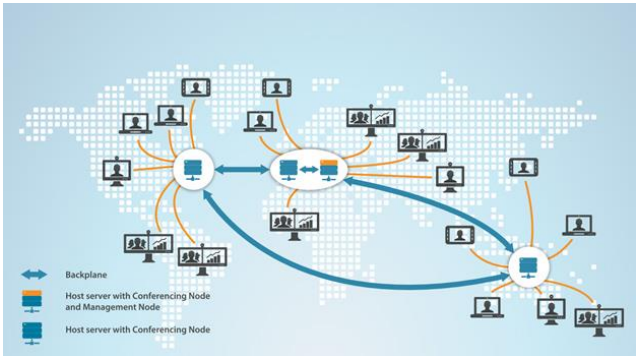 Backplane
Host server with Conferencing Node
and Management Node
Host server with Conferencing Node